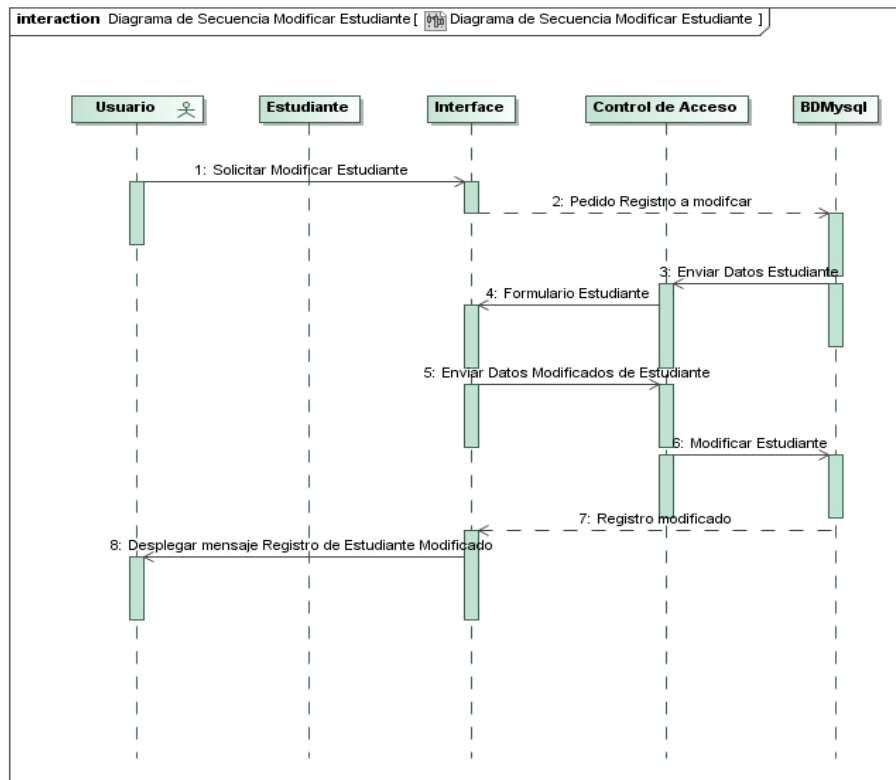 interaction Diagrama de Secuencia Modificar Estudiante[ Diagrama de Secuencia Modificar Estudiante ]
Usuario
Estudiante
Interface
Control de Acceso
BDMysql
1: Solicitar Modificar Estudiante
2: Pedido Registro a modifcar
3: Enviar Datos Estudiante
4: Formulario Estudiante
5: Enviar Datos Modificados de Estudiante
6: Modificar Estudiante
7: Registro modificado
8: Desplegar mensaje Registro de Estudiante Modificado